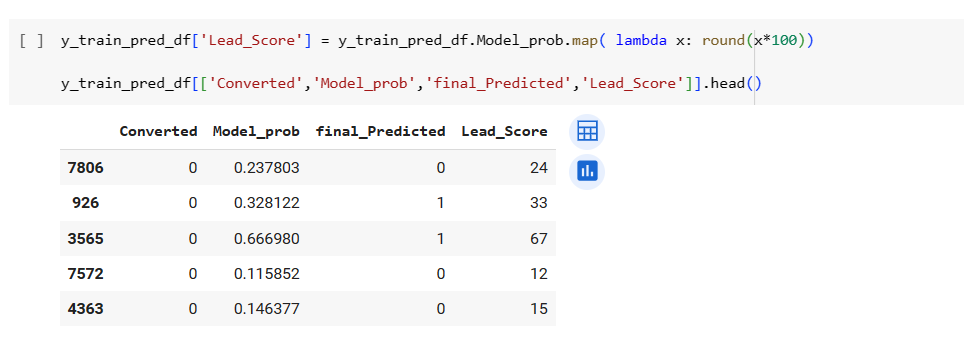 [ ] y_train_pred_df['Lead_Score'] = y_train_pred_df.Model_prob.map( lambda x: round(x*100))
y_train_pred_df[['Converted','Model_prob','final_Predicted','Lead_Score']].head()
Converted Model_prob final_Predicted Lead_Score
7806 0 0.237803 0 24
926 0 0.328122 1 33
3565 0 0.666980 1 67
7572 0 0.115852 0 12
4363 0 0.146377 0 15